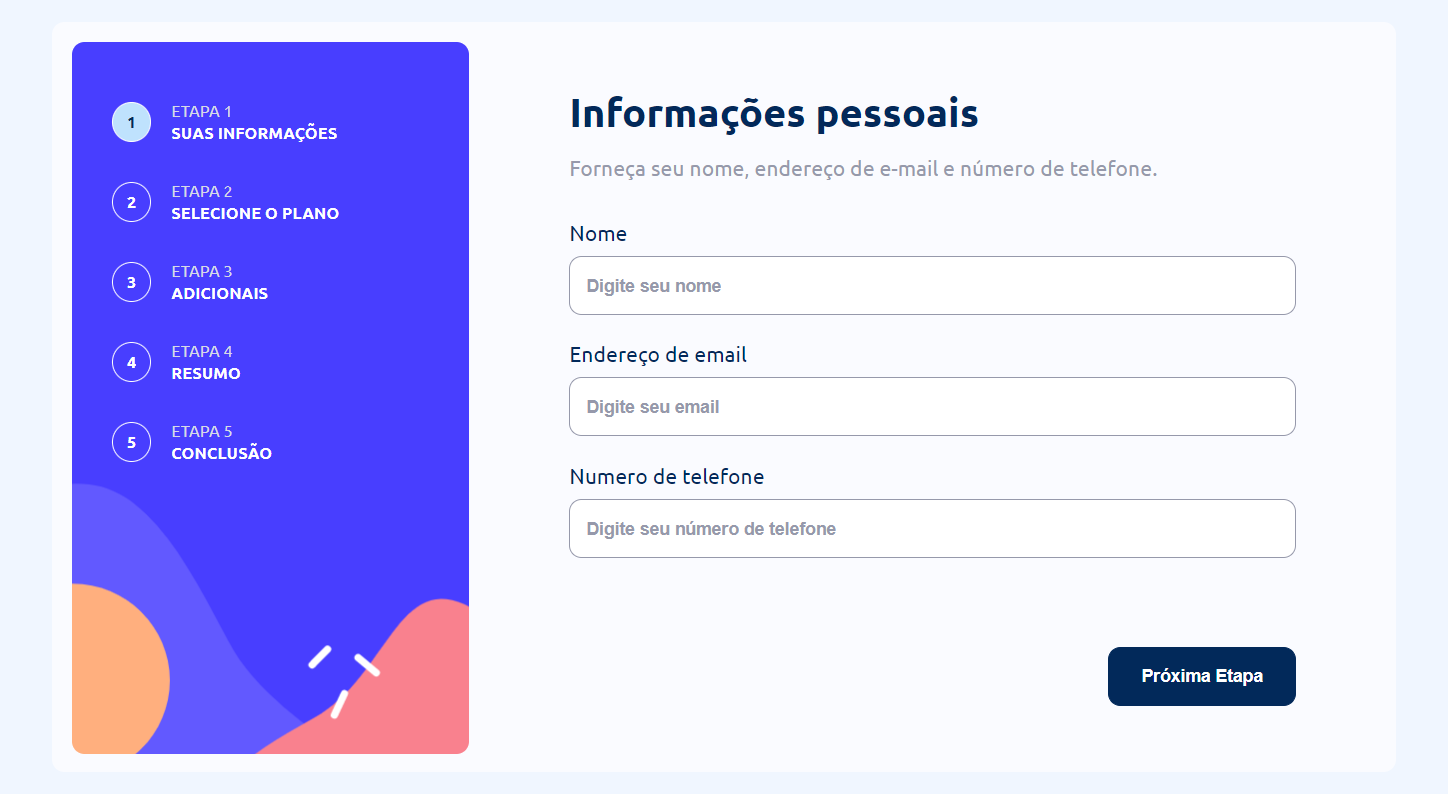 1
ETAPA 1
SUAS INFORMAÇÕES
2
ETAPA 2
SELECIONE O PLANO
3
ETAPA 3
ADICIONAIS
4
ETAPA 4
RESUMO
5
ETAPA 5
CONCLUSÃO
Informações pessoais
Forneça seu nome, endereço de e-mail e número de telefone.
Nome
Digite seu nome
Endereço de email
Digite seu email
Numero de telefone
Digite seu número de telefone
Próxima Etapa